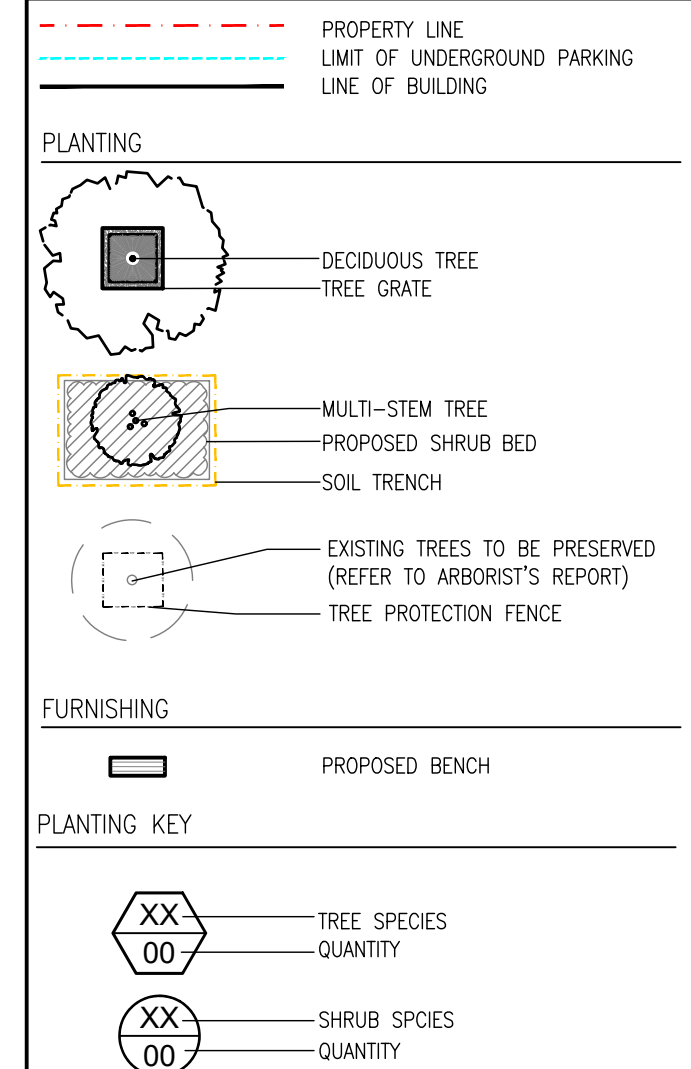 PROPERTY LINE
LIMIT OF UNDERGROUND PARKING
LINE OF BUILDING
PLANTING
DECIDUOUS TREE
TREE GRATE
MULTI-STEM TREE
PROPOSED SHRUB BED
SOIL TRENCH
EXISTING TREES TO BE PRESERVED
(REFER TO ARBORIST'S REPORT)
TREE PROTECTION FENCE
FURNISHING
PROPOSED BENCH
PLANTING KEY
XX TREE SPECIES
00 QUANTITY
XX SHRUB SPCIES
00 QUANTITY